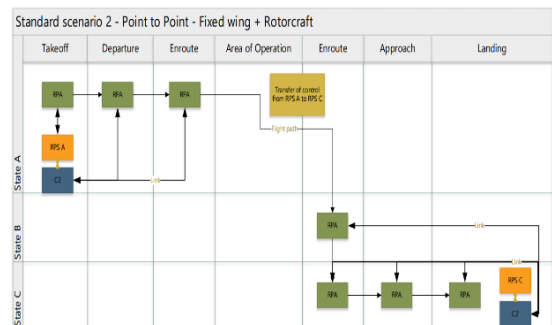 Standard scenario 2 - Point to Point - Fixed wing + Rotorcraft
Takeoff
Departure
Enroute
Area of Operation
Enroute
Approach
Landing
State A
RPA
RPA
RPA
Transfer of control
from RPS A to RPS C
Flight path
RPS A
C2
Link
State B
RPA
Link
State C
Link
RPA
RPA
RPA
RPS C
C2